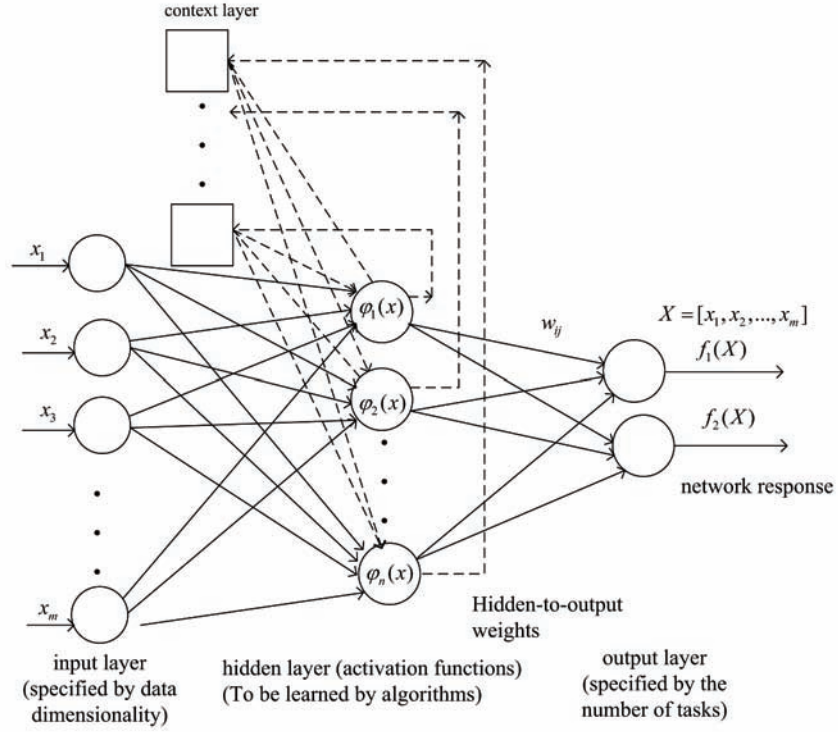 context layer
x₁
x₂
x₃
xₘ
φ₁(x)
φ₂(x)
φₙ(x)
wᵢⱼ
X = [x₁, x₂, ..., xₘ]
f₁(X)
f₂(X)
network response
Hidden-to-output
weights
input layer
(specified by data
dimensionality)
hidden layer (activation functions)
(To be learned by algorithms)
output layer
(specified by the
number of tasks)